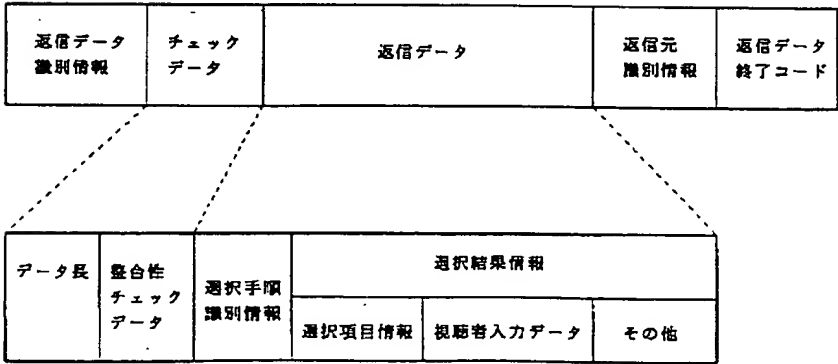 返信データ
識別情報
チェック
データ
返信データ
返信元
識別情報
返信データ
終了コード
データ長
整合性
チェック
データ
選択手順
識別情報
選択結果情報
選択項目情報
視聴者入力データ
その他